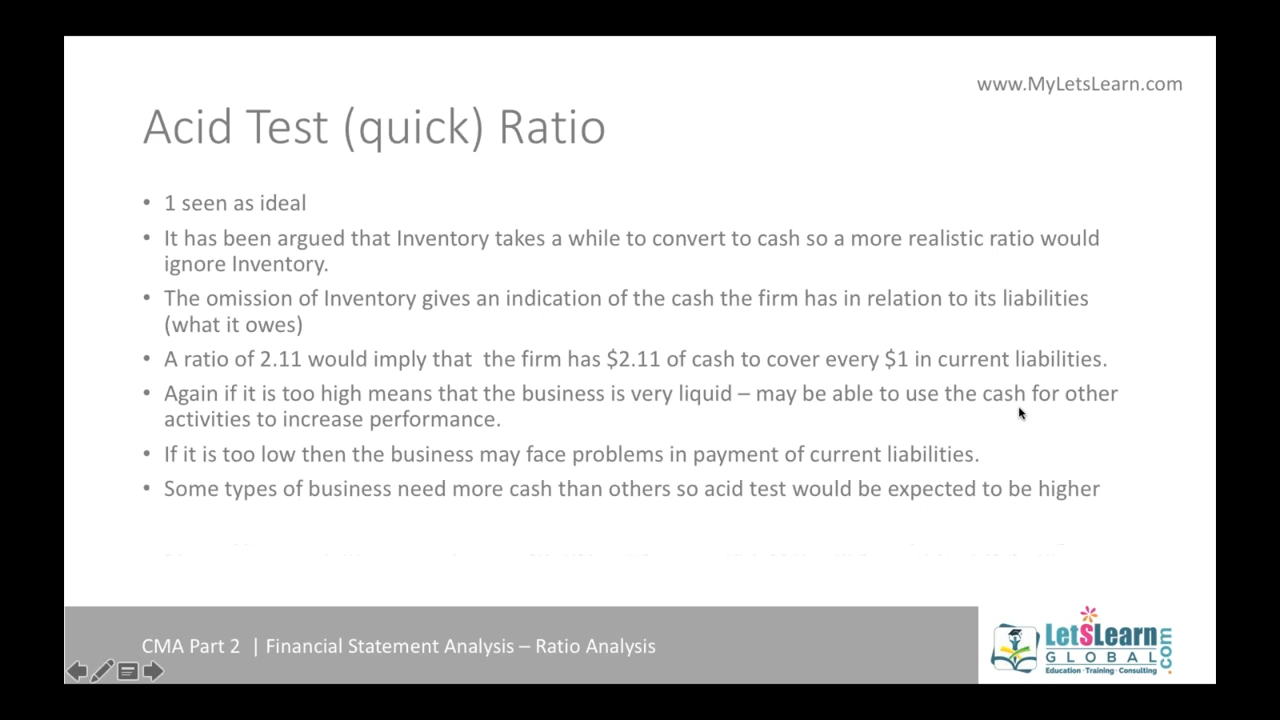 www.MyLetsLearn.com
Acid Test (quick) Ratio
• 1 seen as ideal
• It has been argued that Inventory takes a while to convert to cash so a more realistic ratio would
ignore Inventory.
• The omission of Inventory gives an indication of the cash the firm has in relation to its liabilities
(what it owes)
• A ratio of 2.11 would imply that  the firm has $2.11 of cash to cover every $1 in current liabilities.
• Again if it is too high means that the business is very liquid – may be able to use the cash for other
activities to increase performance.
• If it is too low then the business may face problems in payment of current liabilities.
• Some types of business need more cash than others so acid test would be expected to be higher
CMA Part 2  | Financial Statement Analysis – Ratio Analysis
LetSLearn.com
GLOBAL
Education · Training · Consulting